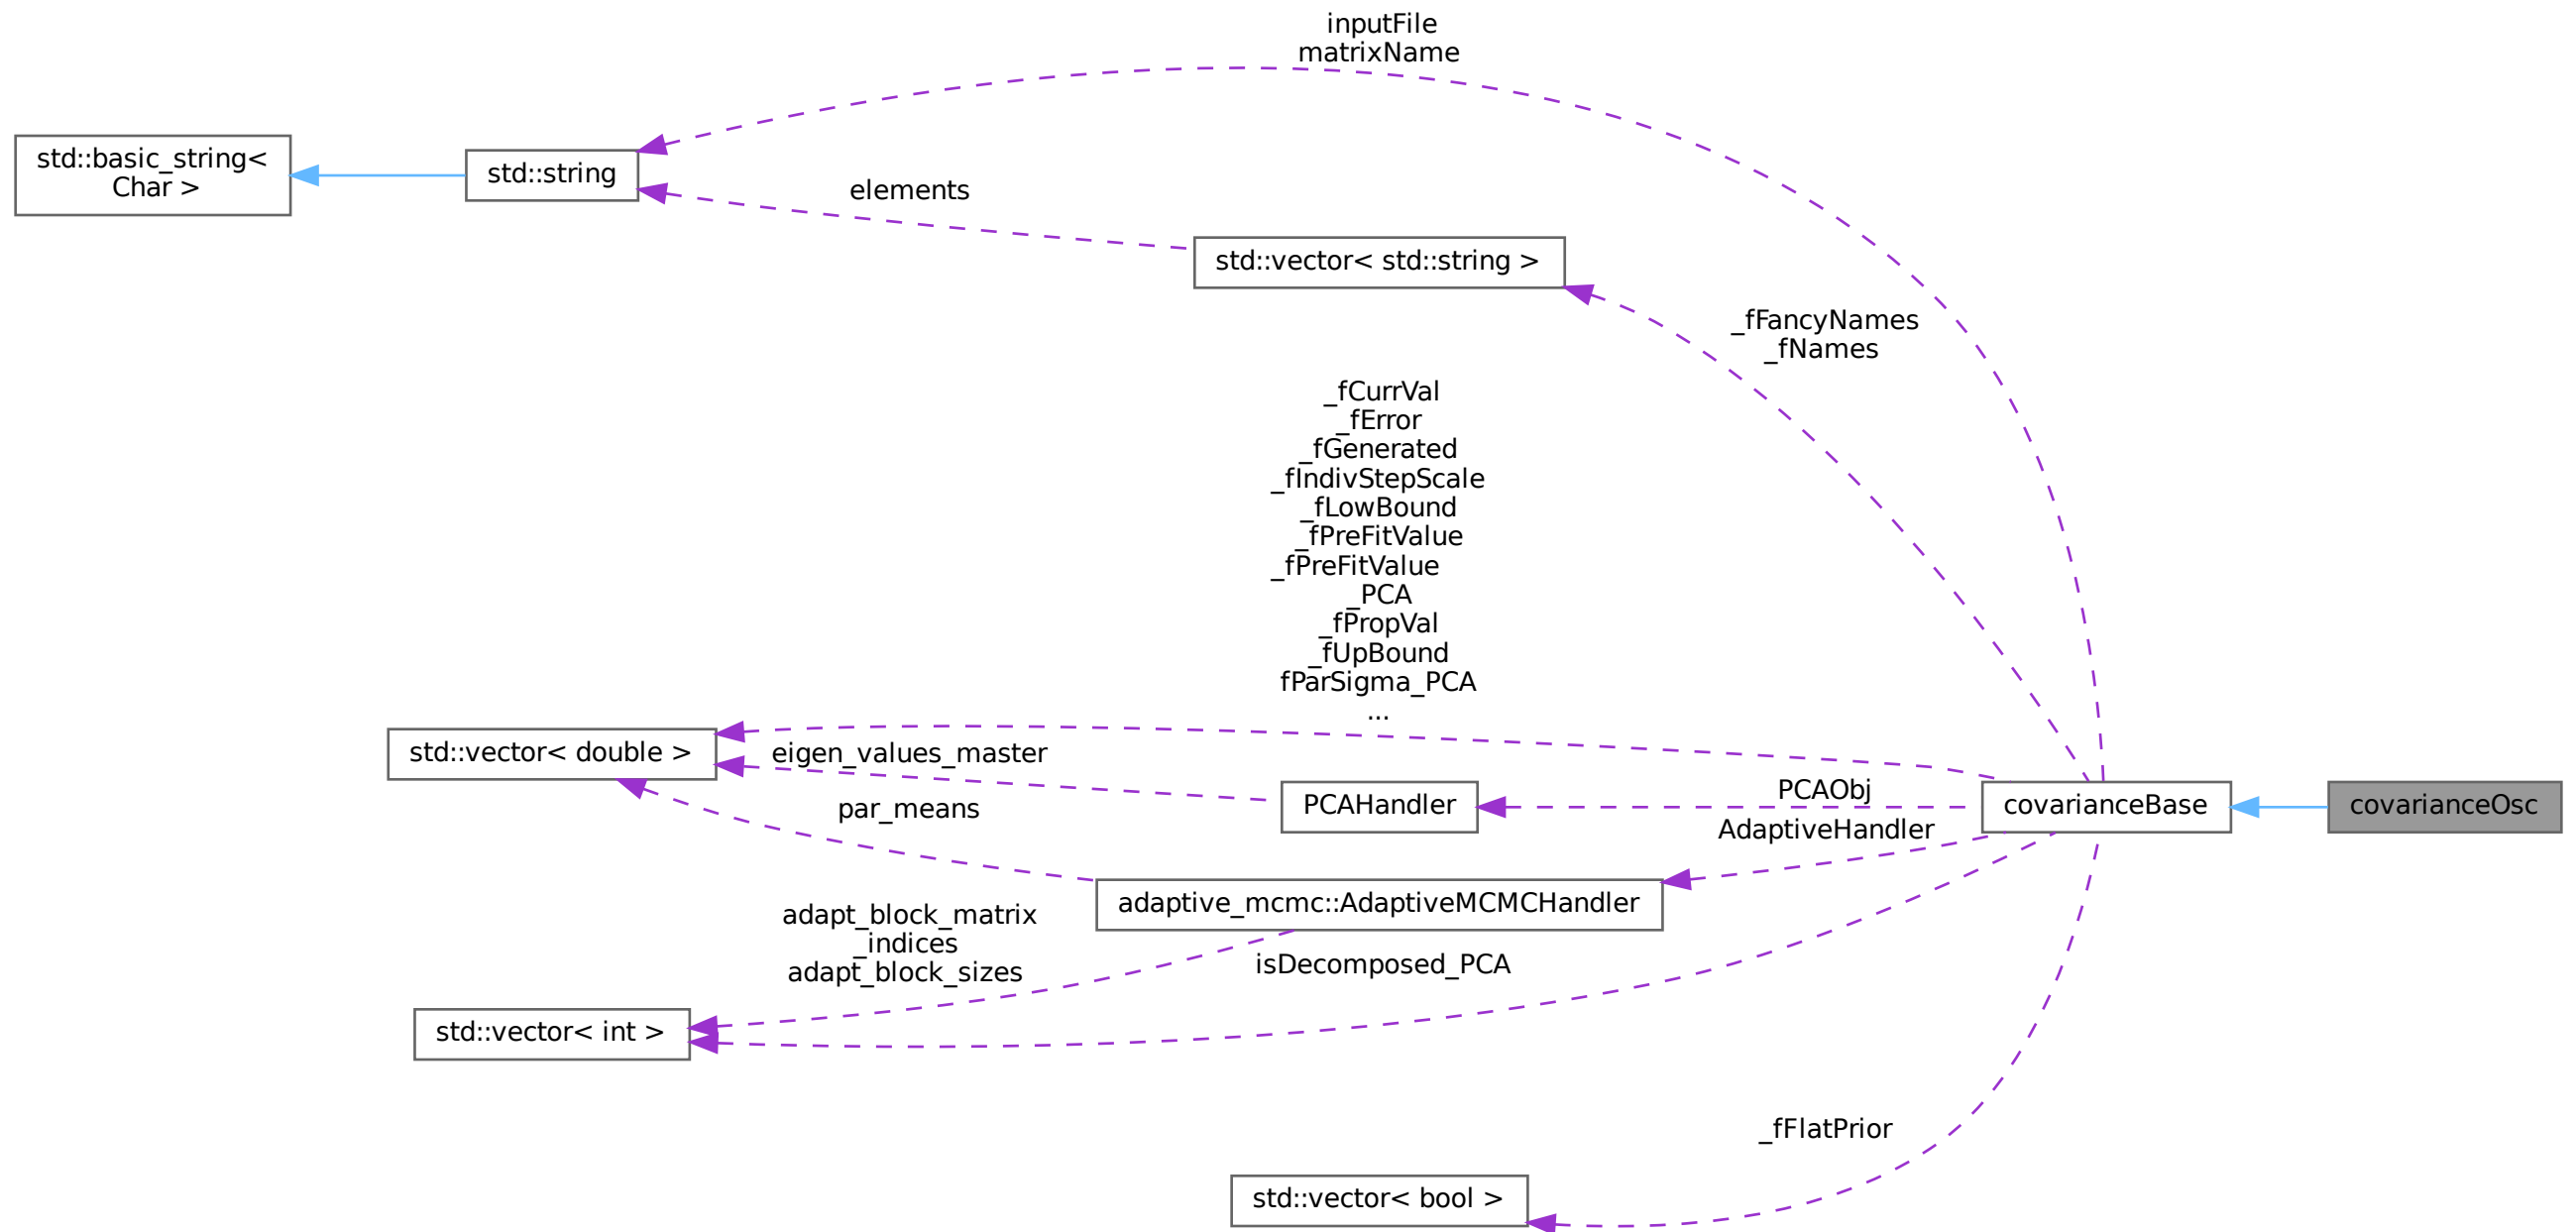 inputFile
matrixName
std::basic_string<
Char >
std::string
elements
std::vector< std::string >
_fFancyNames
_fNames
_fCurrVal
_fError
_fGenerated
_fIndivStepScale
_fLowBound
_fPreFitValue
_fPreFitValue
_PCA
_fPropVal
_fUpBound
fParSigma_PCA
...
std::vector< double >
eigen_values_master
par_means
PCAHandler
PCAObj
AdaptiveHandler
covarianceBase
covarianceOsc
adaptive_mcmc::AdaptiveMCMCHandler
adapt_block_matrix
_indices
adapt_block_sizes
isDecomposed_PCA
std::vector< int >
_fFlatPrior
std::vector< bool >